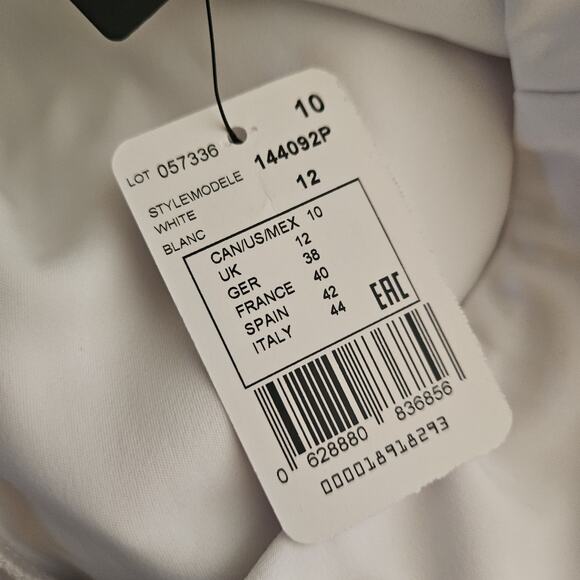 10
LOT 057336
STYLE\MODELE 144092P
WHITE
BLANC 12
CAN/US/MEX 10
UK 12
GER 38
FRANCE 40
SPAIN 42
ITALY 44
EAC
0 628880 836856
000018918293